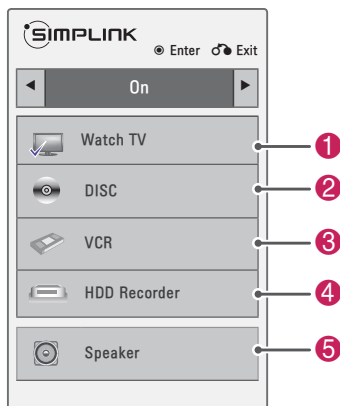 SIMPLINK
Enter Exit
On
Watch TV
1
DISC
2
VCR
3
HDD Recorder
4
Speaker
5